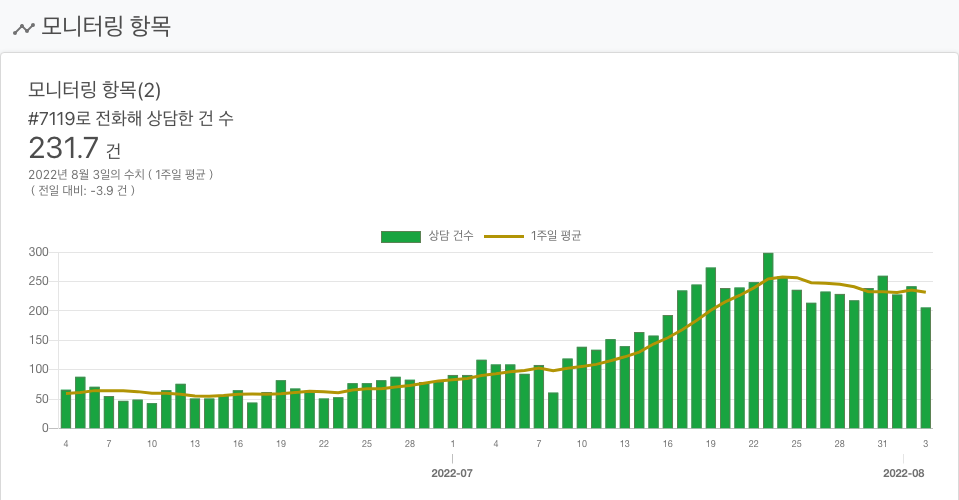 모니터링 항목
모니터링 항목(2)
#7119로 전화해 상담한 건 수
231.7 건
2022년 8월 3일의 수치 ( 1주일 평균 )
( 전일 대비: -3.9 건 )
상담 건수 1주일 평균
300
250
200
150
100
50
0
4 7 10 13 16 19 22 25 28 1 4 7 10 13 16 19 22 25 28 31 3
2022-07 2022-08